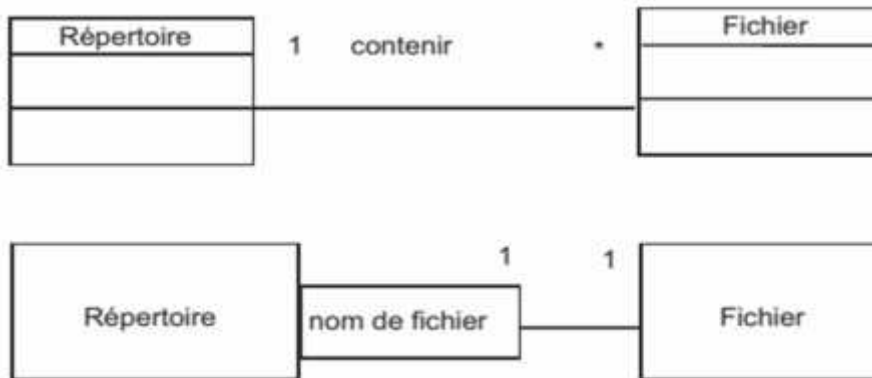 Répertoire 1 contenir * Fichier
1 1
Répertoire nom de fichier Fichier